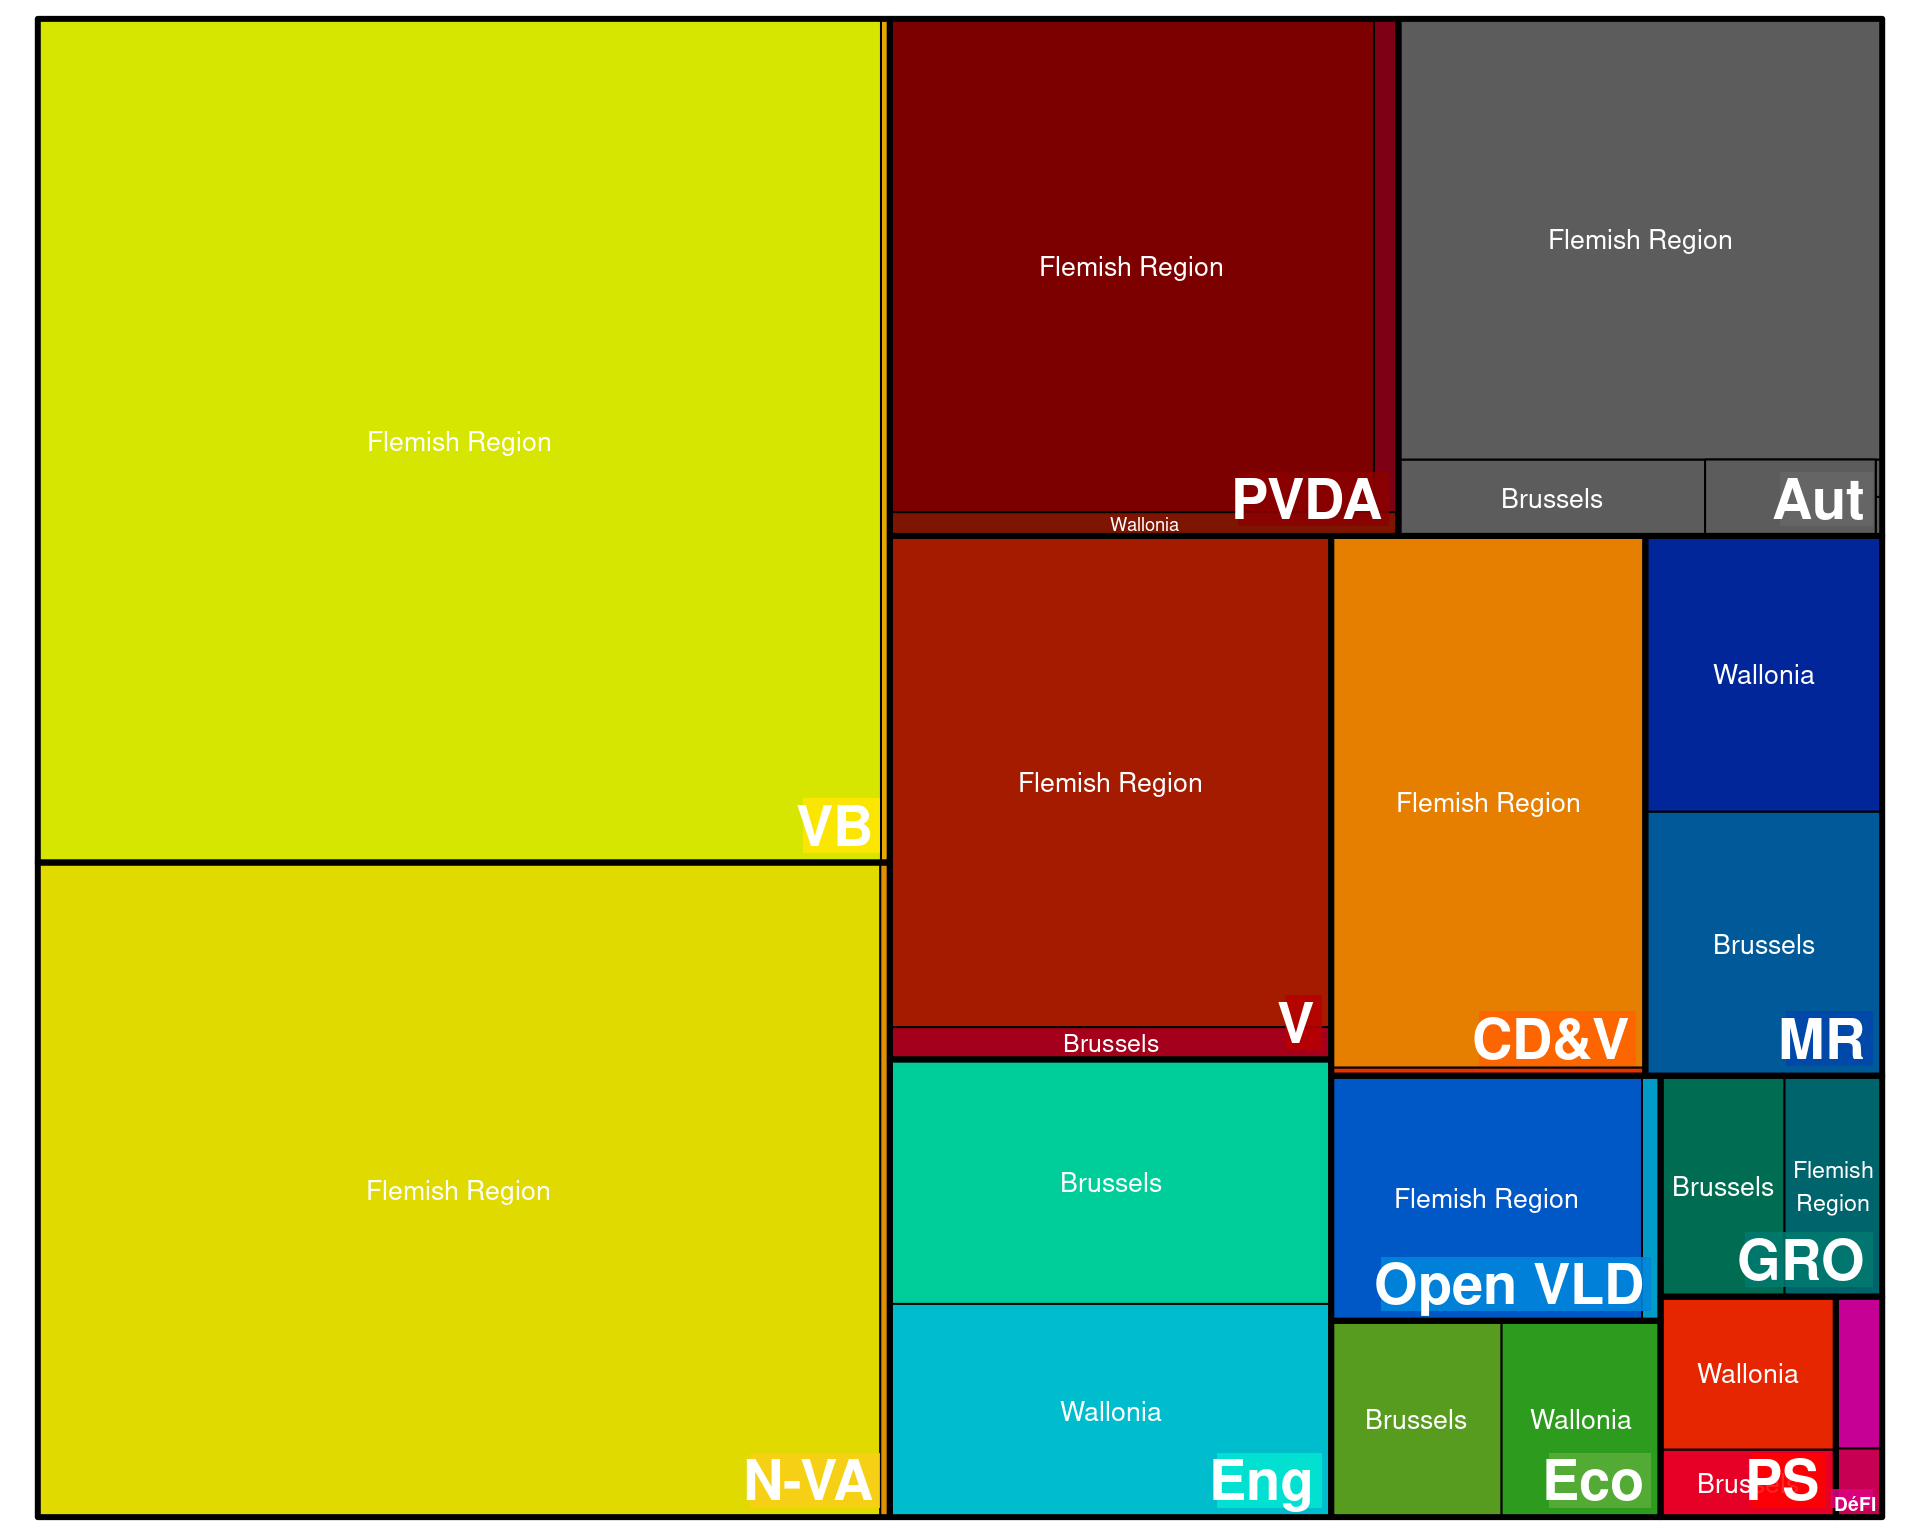 Flemish Region
VB
Flemish Region
N-VA
Flemish Region
Wallonia
PVDA
Flemish Region
Brussels
Aut
Flemish Region
Brussels
V
Flemish Region
CD&V
Wallonia
Brussels
MR
Brussels
Wallonia
Eng
Flemish Region
Open VLD
Brussels
Flemish
Region
GRO
Brussels
Wallonia
Eco
Wallonia
Brussels
PS
DéFI